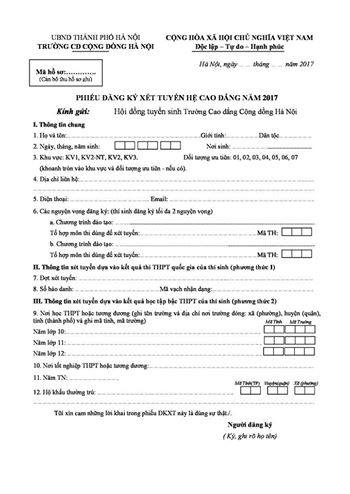 UBND THÀNH PHỐ HÀ NỘI
TRƯỜNG CĐ CỘNG ĐỒNG HÀ NỘI
CỘNG HÒA XÃ HỘI CHỦ NGHĨA VIỆT NAM
Độc lập – Tự do – Hạnh phúc
Mã hồ sơ:.............
(Cán bộ thu hồ sơ ghi)
Hà Nội, ngày ..... tháng ..... năm 2017
PHIẾU ĐĂNG KÝ XÉT TUYỂN HỆ CAO ĐẲNG NĂM 2017
Kính gửi: Hội đồng tuyển sinh Trường Cao đẳng Cộng đồng Hà Nội
I. Thông tin chung
1. Họ và tên: Giới tính: Dân tộc
2. Ngày, tháng, năm sinh: Nơi sinh:
3. Khu vực: KV1, KV2-NT, KV2, KV3. Đối tượng ưu tiên: 01, 02, 03, 04, 05, 06, 07
(khoanh tròn vào khu vực và đối tượng ưu tiên - nếu có).
4. Địa chỉ liên hệ:
5. Điện thoại: Email:
6. Các nguyện vọng đăng ký: (thí sinh đăng ký tối đa 2 nguyện vọng)
a. Chương trình đào tạo:
Tổ hợp môn thi dùng để xét tuyển: Mã TH:
b. Chương trình đào tạo:
Tổ hợp môn thi dùng để xét tuyển: Mã TH:
II. Thông tin xét tuyển dựa vào kết quả thi THPT quốc gia của thí sinh (phương thức 1)
7. Đợt xét tuyển:
8. Số báo danh: Mã vạch nhận dạng:
III. Thông tin xét tuyển dựa vào kết quả học tập bậc THPT của thí sinh (phương thức 2)
9. Nơi học THPT hoặc tương đương (ghi tên trường và địa chỉ nơi trường đóng: xã (phường), huyện (quận),
tỉnh (thành phố) và ghi mã tỉnh, mã trường)
Mã Tỉnh Mã Trường
Năm lớp 10:
Năm lớp 11:
Năm lớp 12:
10. Nơi tốt nghiệp THPT hoặc tương đương:
11. Năm TN:
Mã Tỉnh(TP) Huyện(quận) Xã (phường)
12. Hộ khẩu thường trú:
Tôi xin cam những lời khai trong phiếu ĐKXT này là đúng sự thật./.
Người đăng ký
( Ký, ghi rõ họ tên)